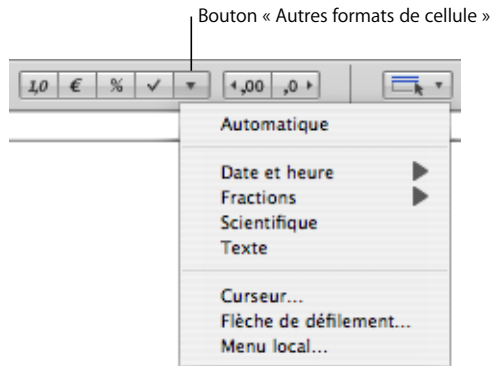 Bouton « Autres formats de cellule »
1,0 € % ✓ ▼ ,00 ,0
Automatique
Date et heure
Fractions
Scientifique
Texte
Curseur...
Flèche de défilement...
Menu local...